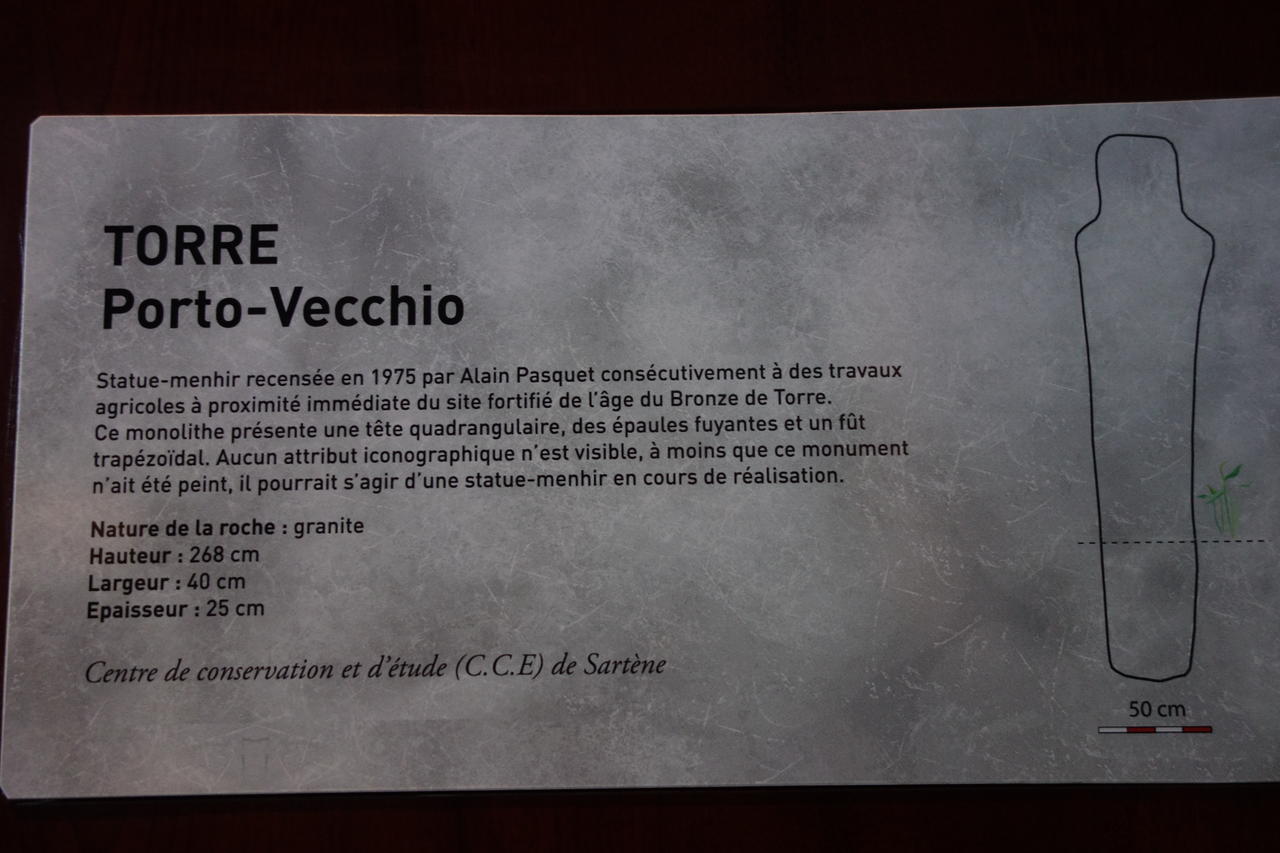 TORRE
Porto-Vecchio
Statue-menhir recensée en 1975 par Alain Pasquet consécutivement à des travaux
agricoles à proximité immédiate du site fortifié de l'âge du Bronze de Torre.
Ce monolithe présente une tête quadrangulaire, des épaules fuyantes et un fût
trapézoïdal. Aucun attribut iconographique n'est visible, à moins que ce monument
n'ait été peint, il pourrait s'agir d'une statue-menhir en cours de réalisation.
Nature de la roche : granite
Hauteur : 268 cm
Largeur : 40 cm
Epaisseur : 25 cm
Centre de conservation et d'étude (C.C.E) de Sartène
50 cm